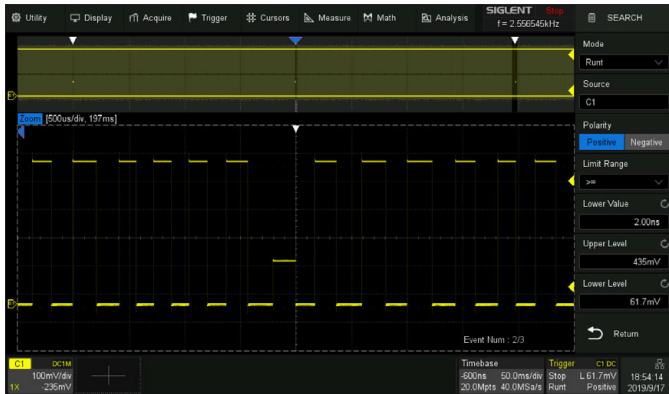 Utility Display Acquire Trigger Cursors Measure Math Analysis
SIGLENT Stop
f = 2.556545kHz
SEARCH
Mode
Runt
Source
C1
Polarity
Positive Negative
Limit Range
>=
Lower Value
2.00ns
Upper Level
435mV
Lower Level
61.7mV
Return
Zoom [500us/div, 197ms]
Event Num : 2/3
C1 DC1M
100mV/div
1X -235mV
Timebase
-600ns 50.0ms/div
20.0Mpts 40.0MSa/s
Trigger C1 DC
Stop L 61.7mV
Runt Positive
18:54:14
2019/9/17